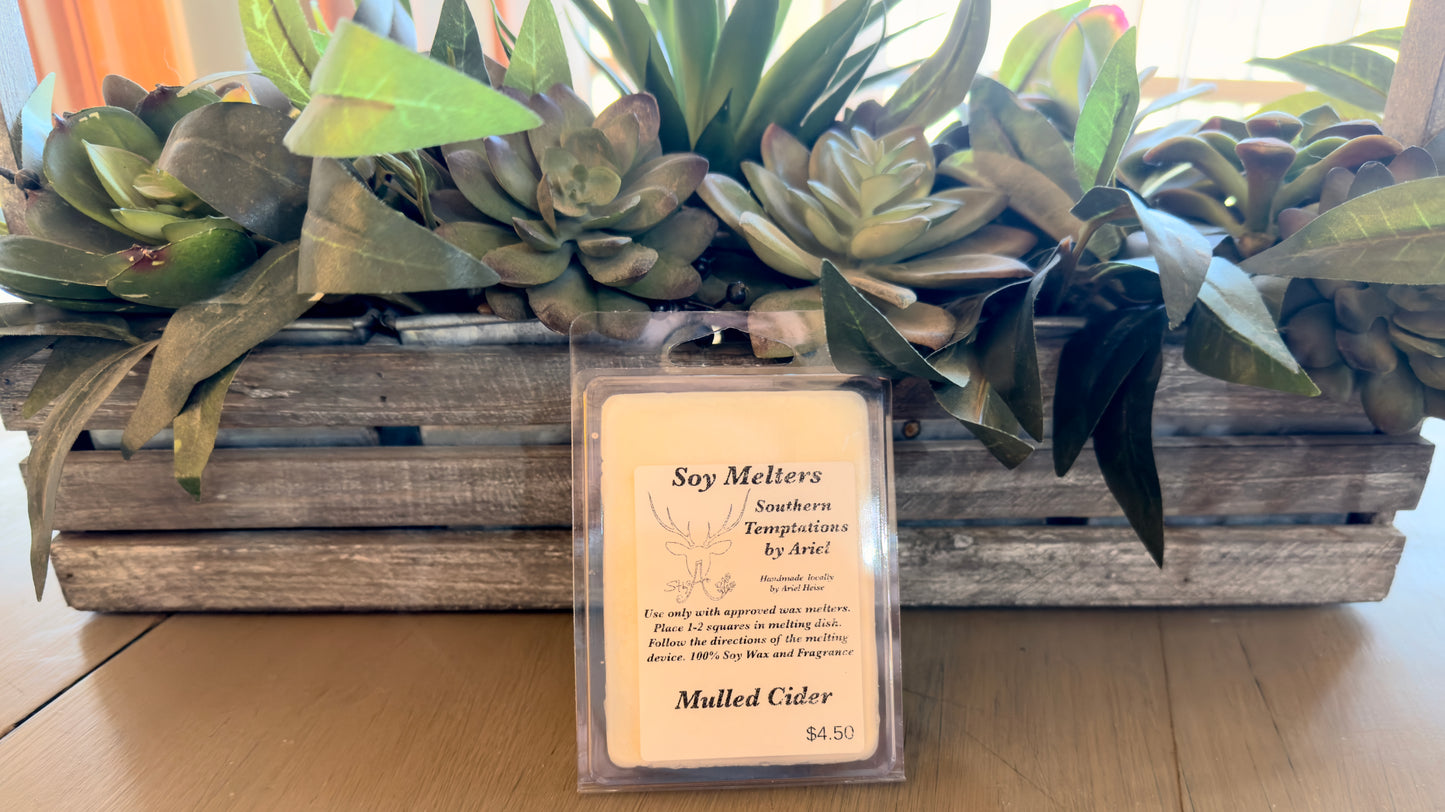 Soy Melters
Southern
Temptations
by Ariel
Handmade locally
by Ariel Heise
Use only with approved wax melters.
Place 1-2 squares in melting dish.
Follow the directions of the melting
device. 100% Soy Wax and Fragrance
Mulled Cider
$4.50